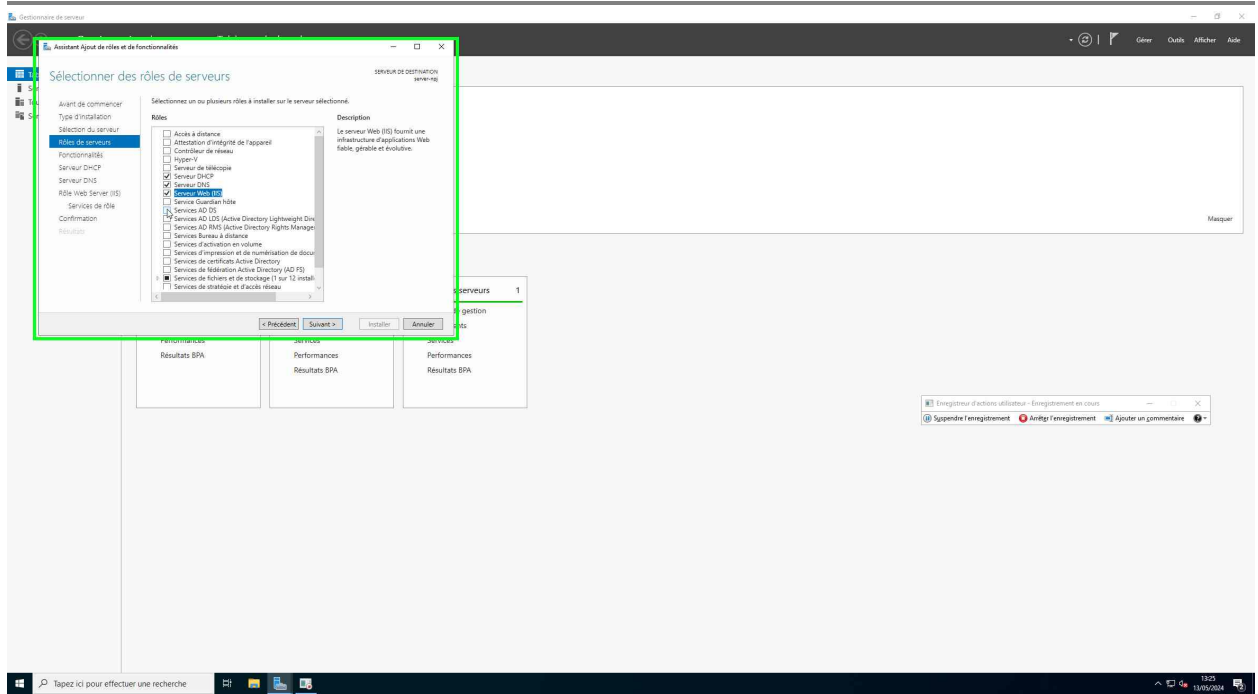 Gestionnaire de serveur
Gérer Outils Afficher Aide
Assistant Ajout de rôles et de fonctionnalités
Sélectionner des rôles de serveurs
SERVEUR DE DESTINATION
Avant de commencer
Type d'installation
Sélection du serveur
Rôles de serveurs
Fonctionnalités
Serveur DHCP
Serveur DNS
Rôle Web Server (IIS)
Services de rôle
Confirmation
Résultats
Sélectionnez un ou plusieurs rôles à installer sur le serveur sélectionné.
Rôles
Accès à distance
Attestation d'intégrité de l'appareil
Contrôleur de réseau
Hyper-V
Serveur de télécopie
Serveur DHCP
Serveur DNS
Serveur Web (IIS)
Service Guardian hôte
Services AD DS
Services AD LDS (Active Directory Lightweight Dire
Services AD RMS (Active Directory Rights Manage
Services Bureau à distance
Services d'activation en volume
Services d'impression et de numérisation de docu
Services de certificats Active Directory
Services de fédération Active Directory (AD FS)
Services de fichiers et de stockage (1 sur 12 install
Services de stratégie et d'accès réseau
Description
Le serveur Web (IIS) fournit une
infrastructure d'applications Web
fiable, gérable et évolutive.
< Précédent Suivant > Installer Annuler
Masquer
serveurs 1
gestion
Performances
Résultats BPA
Services
Performances
Résultats BPA
Services
Performances
Résultats BPA
Enregistreur d'actions utilisateur - Enregistrement en cours
Suspendre l'enregistrement Arrêter l'enregistrement Ajouter un commentaire
Tapez ici pour effectuer une recherche
13:25
13/05/2024